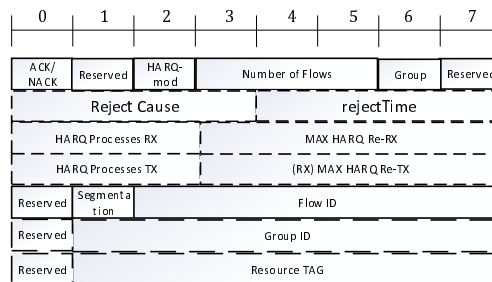 0 1 2 3 4 5 6 7
ACK/ NACK Reserved HARQ- mod Number of Flows Group Reserved
Reject Cause rejectTime
HARQ Processes RX MAX HARQ Re-RX
HARQ Processes TX (RX) MAX HARQ Re-TX
Reserved Segmenta tion Flow ID
Reserved Group ID
Reserved Resource TAG